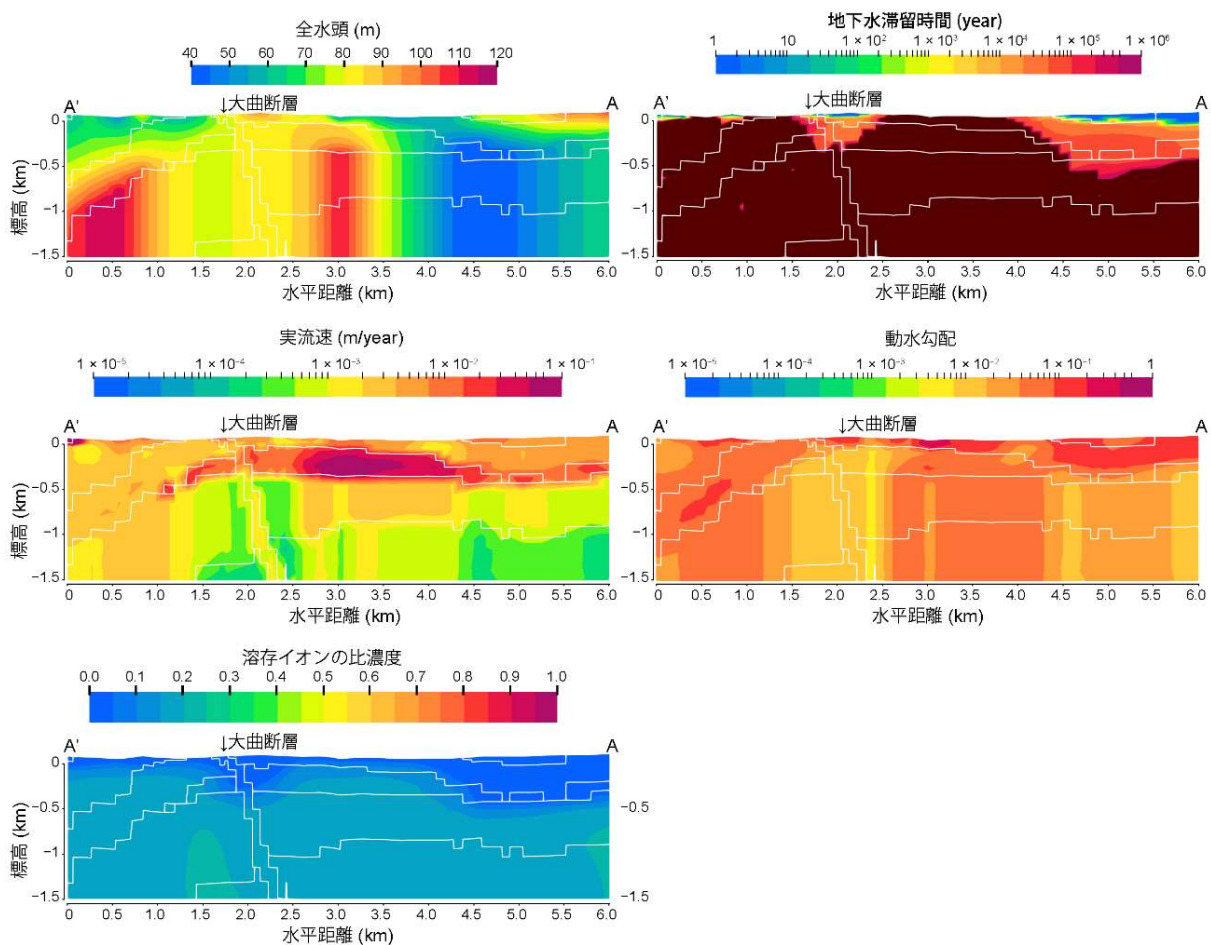 全水頭 (m)
40 50 60 70 80 90 100 110 120
A' ↓大曲断層 A
標高 (km)
0
−0.5
−1
−1.5
0 0.5 1.0 1.5 2.0 2.5 3.0 3.5 4.0 4.5 5.0 5.5 6.0
水平距離 (km)
地下水滞留時間 (year)
1 10 1 × 10² 1 × 10³ 1 × 10⁴ 1 × 10⁵ 1 × 10⁶
A' ↓大曲断層 A
標高 (km)
0
−0.5
−1
−1.5
0 0.5 1.0 1.5 2.0 2.5 3.0 3.5 4.0 4.5 5.0 5.5 6.0
水平距離 (km)
実流速 (m/year)
1 × 10⁻⁵ 1 × 10⁻⁴ 1 × 10⁻³ 1 × 10⁻² 1 × 10⁻¹
A' ↓大曲断層 A
標高 (km)
0
−0.5
−1
−1.5
0 0.5 1.0 1.5 2.0 2.5 3.0 3.5 4.0 4.5 5.0 5.5 6.0
水平距離 (km)
動水勾配
1 × 10⁻⁵ 1 × 10⁻⁴ 1 × 10⁻³ 1 × 10⁻² 1 × 10⁻¹ 1
A' ↓大曲断層 A
標高 (km)
0
−0.5
−1
−1.5
0 0.5 1.0 1.5 2.0 2.5 3.0 3.5 4.0 4.5 5.0 5.5 6.0
水平距離 (km)
溶存イオンの比濃度
0.0 0.1 0.2 0.3 0.4 0.5 0.6 0.7 0.8 0.9 1.0
A' ↓大曲断層 A
標高 (km)
0
−0.5 −0.5
−1 −1
−1.5 −1.5
0 0.5 1.0 1.5 2.0 2.5 3.0 3.5 4.0 4.5 5.0 5.5 6.0
水平距離 (km)